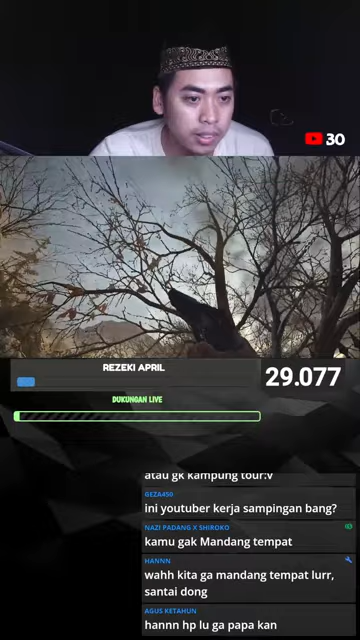 30
REZEKI APRIL
29.077
DUKUNGAN LIVE
atau gk kampung tour:v
GEZA450
ini youtuber kerja sampingan bang?
NAZI PADANG X SHIROKO
kamu gak Mandang tempat
HANNN
wahh kita ga mandang tempat lurr,
santai dong
AGUS KETAHUN
hannn hp lu ga papa kan